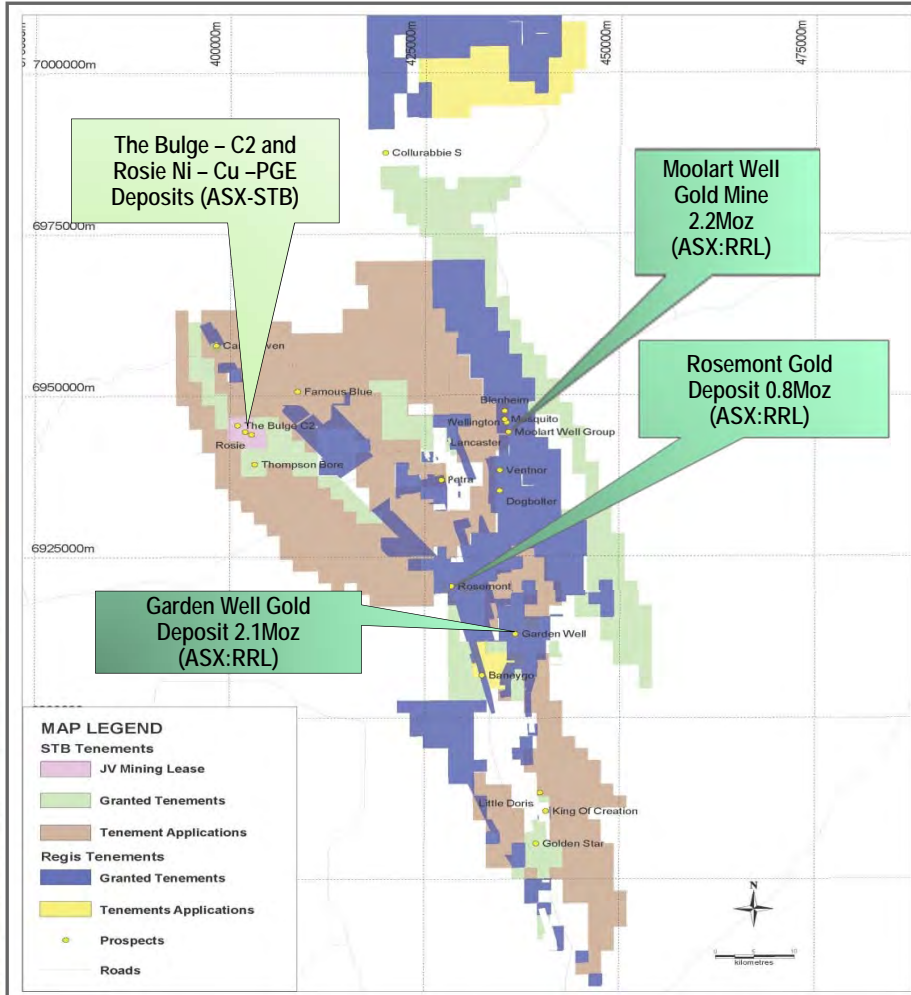 400000m
425000m
450000m
475000m
7000000m
The Bulge – C2 and
Rosie Ni – Cu –PGE
Deposits (ASX-STB)
Collurabbie S
Moolart Well
Gold Mine
2.2Moz
(ASX:RRL)
6975000m
Rosemont Gold
Deposit 0.8Moz
(ASX:RRL)
6950000m
Famous Blue
Blenheim
Mosquito
Wellington
Moolart Well Group
The Bulge C2
Lancaster
Rosie
Thompson Bore
Ventnor
Petra
Dogbolter
6925000m
Rosemont
Garden Well Gold
Deposit 2.1Moz
(ASX:RRL)
Garden Well
Baneygo
MAP LEGEND
STB Tenements
JV Mining Lease
Granted Tenements
Tenement Applications
Regis Tenements
Granted Tenements
Tenements Applications
Prospects
Roads
Little Doris
King Of Creation
Golden Star
N
0 5 10
kilometres